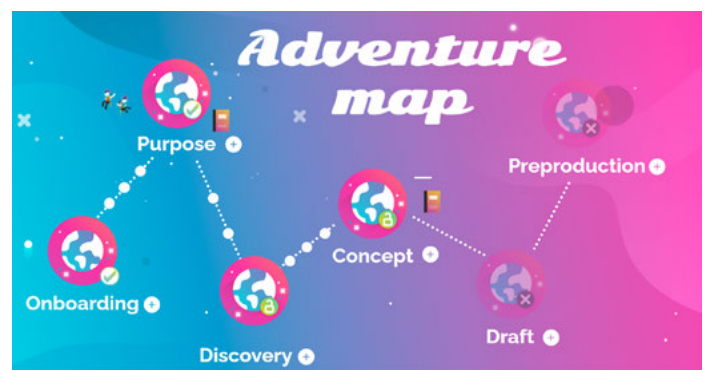 Adventure
map
Purpose
Preproduction
Concept
Onboarding
Draft
Discovery